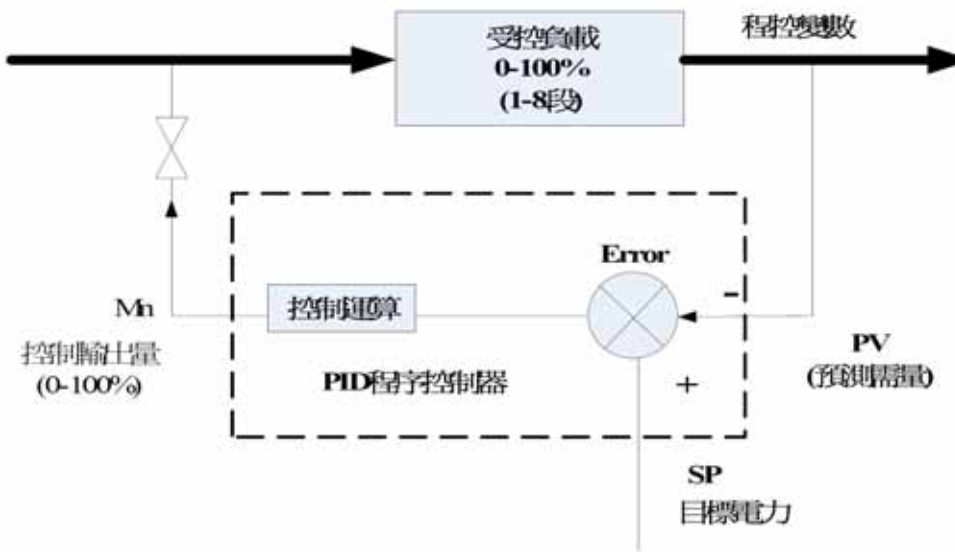 受控負載
0-100%
(1-8段)
程控變數
Error
-
Mn
控制運算
控制輸出量
(0-100%)
PID程序控制器
+
PV
(預測需量)
SP
目標電力